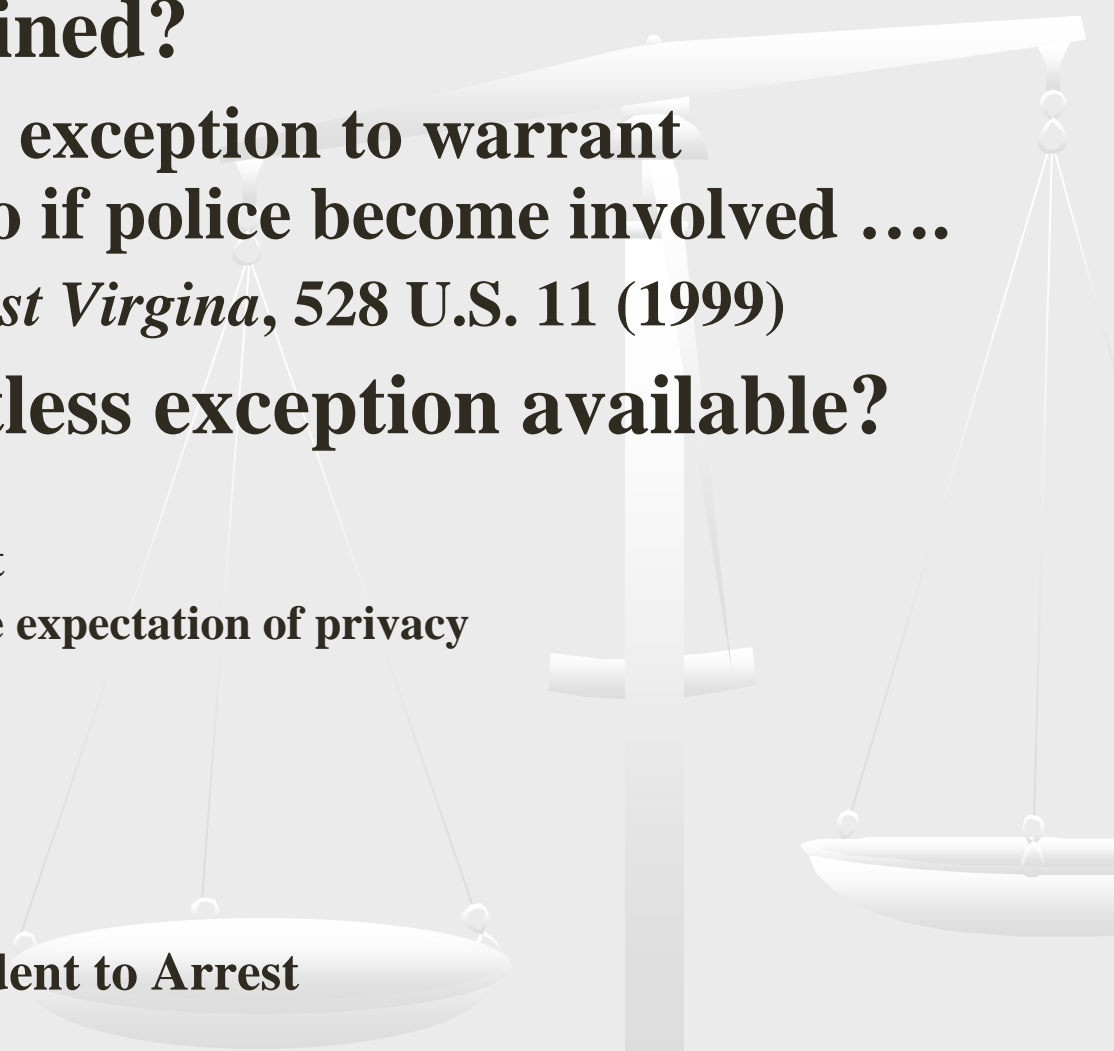 ined?
exception to warrant
o if police become involved ….
st Virgina, 528 U.S. 11 (1999)
tless exception available?
t
e expectation of privacy
dent to Arrest